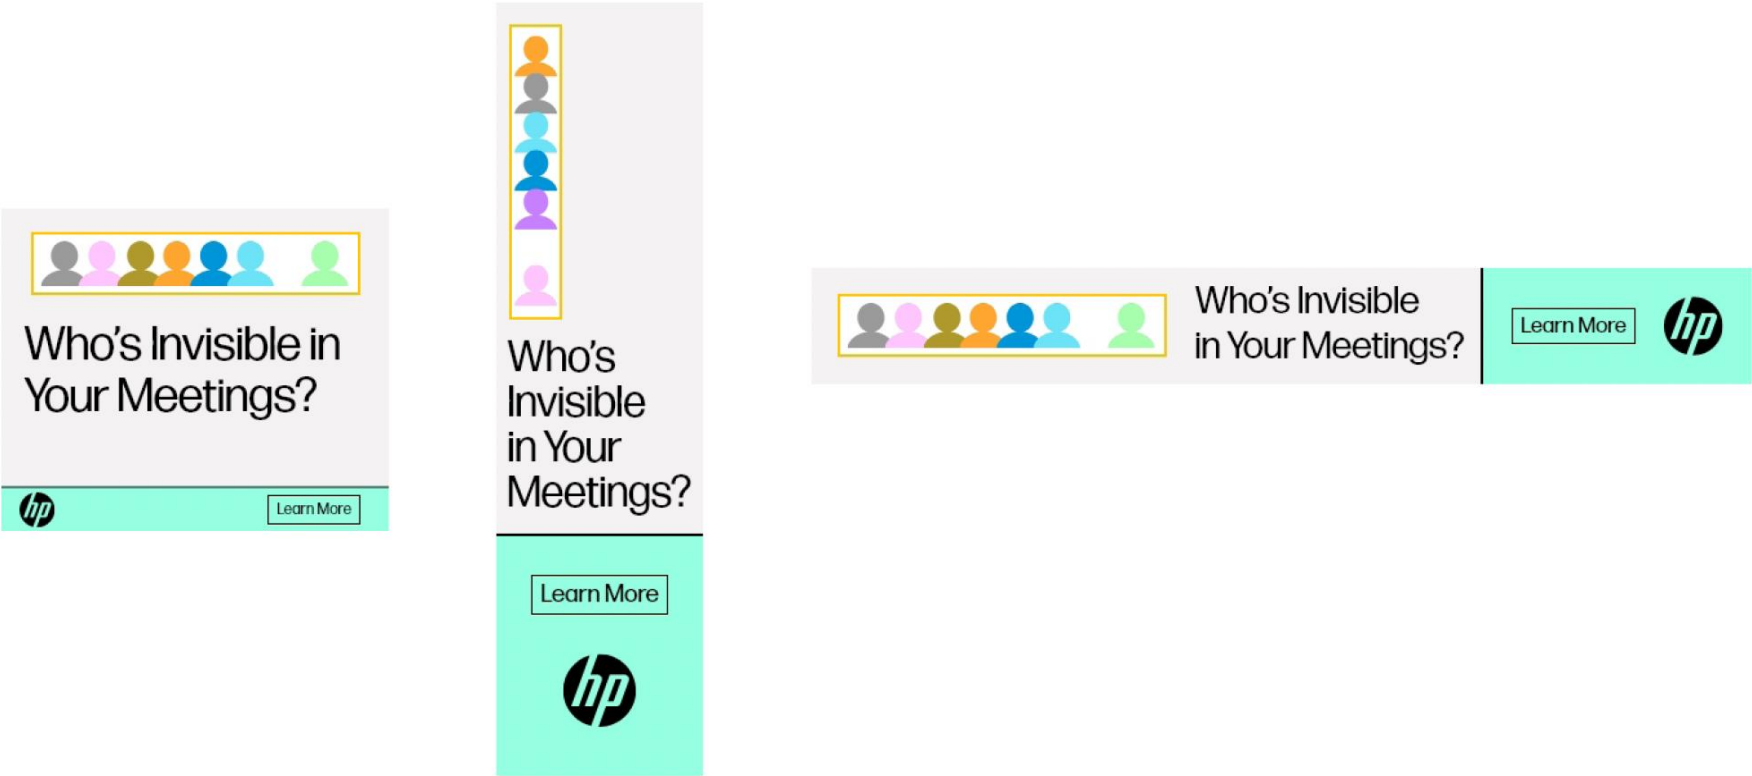 Who's Invisible in
Your Meetings?
hp
Learn More
Who's
Invisible
in Your
Meetings?
Learn More
hp
Who's Invisible
in Your Meetings?
Learn More
hp